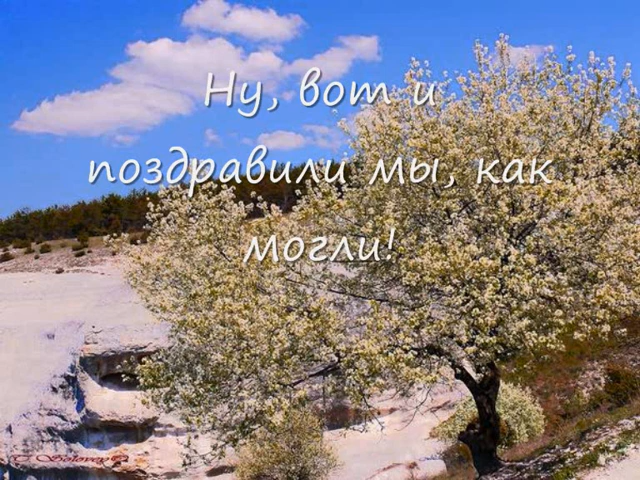 Ну, вот и
поздравили мы, как
могли!